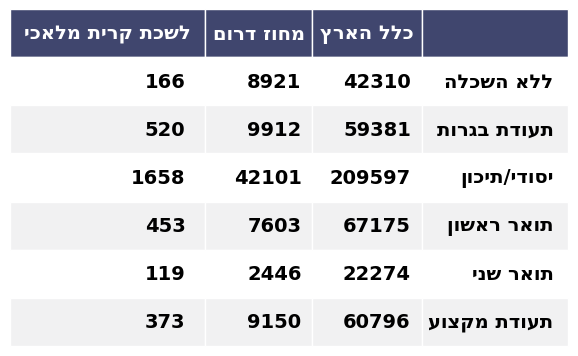 כלל הארץ מחוז דרום לשכת קרית מלאכי
ללא השכלה 42310 8921 166
תעודת בגרות 59381 9912 520
יסודי/תיכון 209597 42101 1658
תואר ראשון 67175 7603 453
תואר שני 22274 2446 119
תעודת מקצוע 60796 9150 373